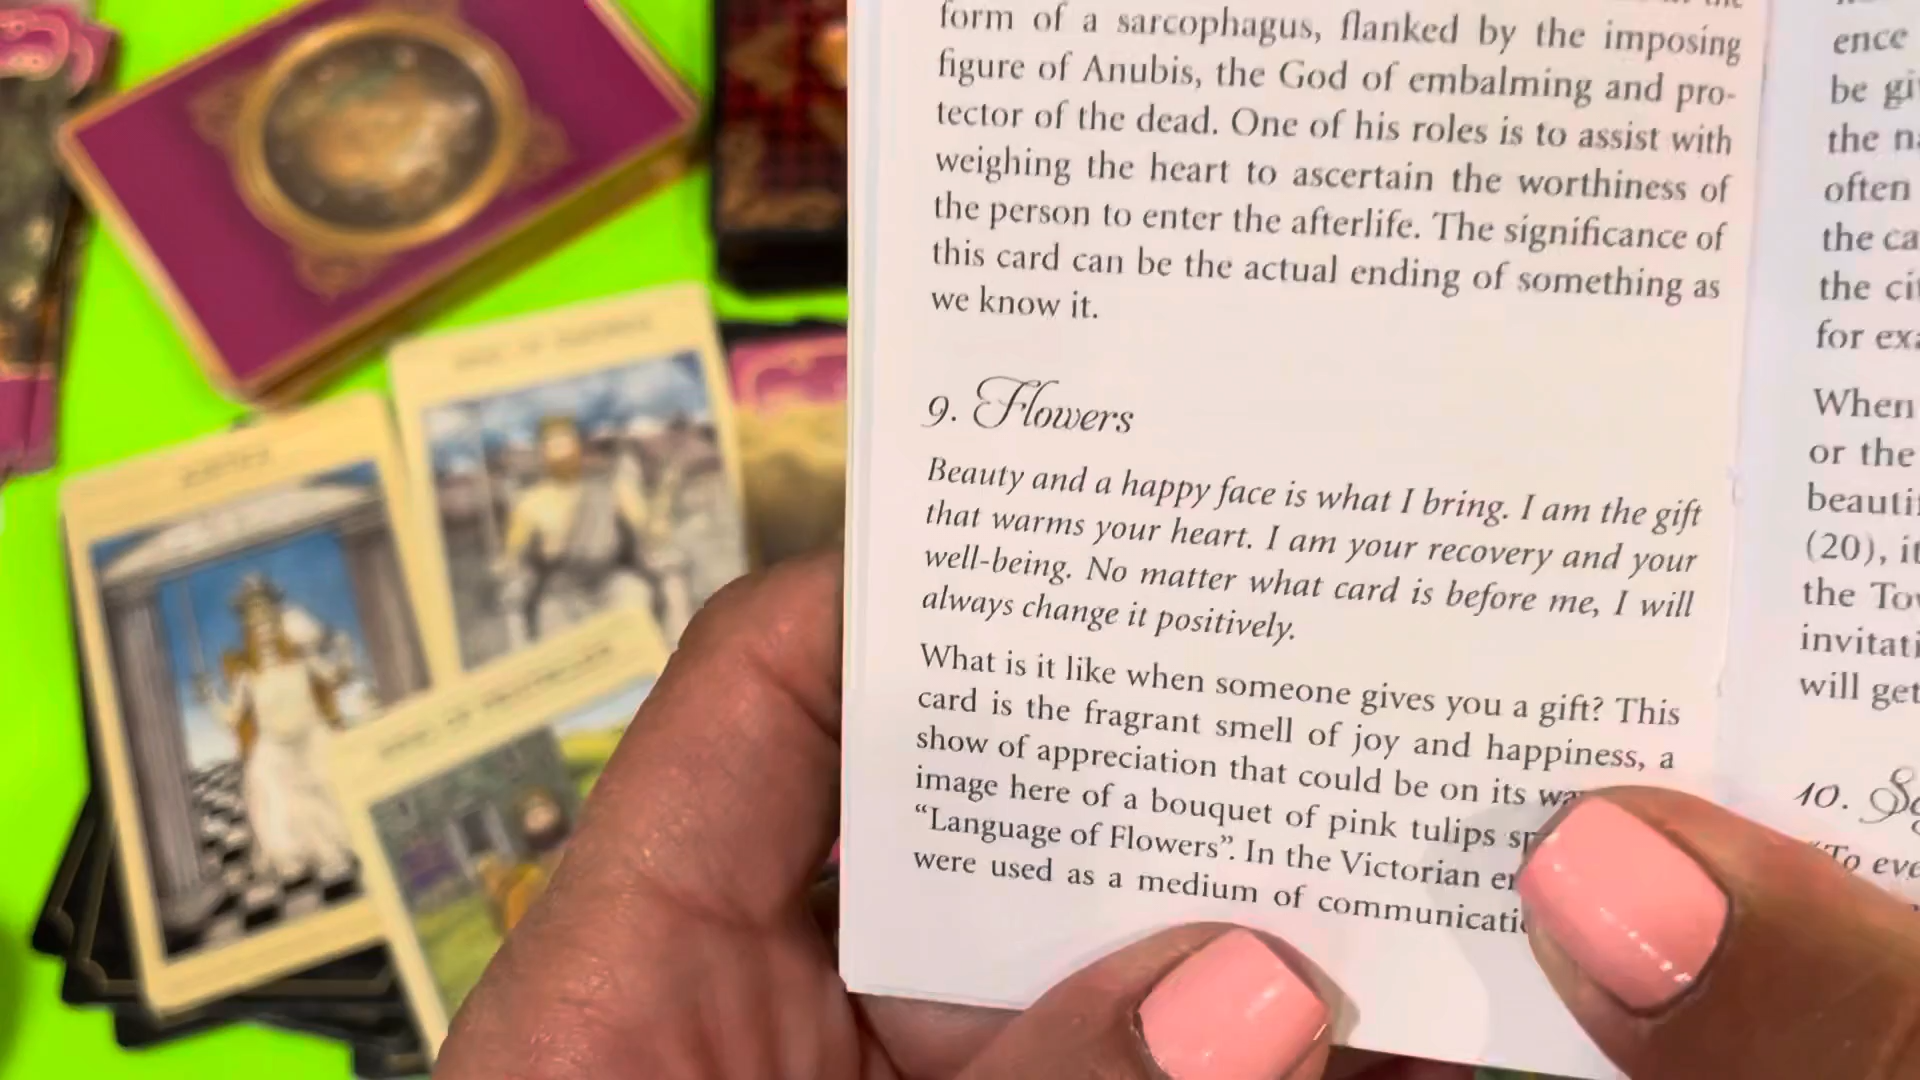 form of a sarcophagus, flanked by the imposing
figure of Anubis, the God of embalming and pro-
tector of the dead. One of his roles is to assist with
weighing the heart to ascertain the worthiness of
the person to enter the afterlife. The significance of
this card can be the actual ending of something as
we know it.
9. Flowers
Beauty and a happy face is what I bring. I am the gift
that warms your heart. I am your recovery and your
well-being. No matter what card is before me, I will
always change it positively.
What is it like when someone gives you a gift? This
card is the fragrant smell of joy and happiness, a
show of appreciation that could be on its
image here of a bouquet of pink tulips
“Language of Flowers”. In the Victorian
were used as a medium of
ence
be
the
often
the
the
for
When
or the
(20),
the
will get
10.
“To